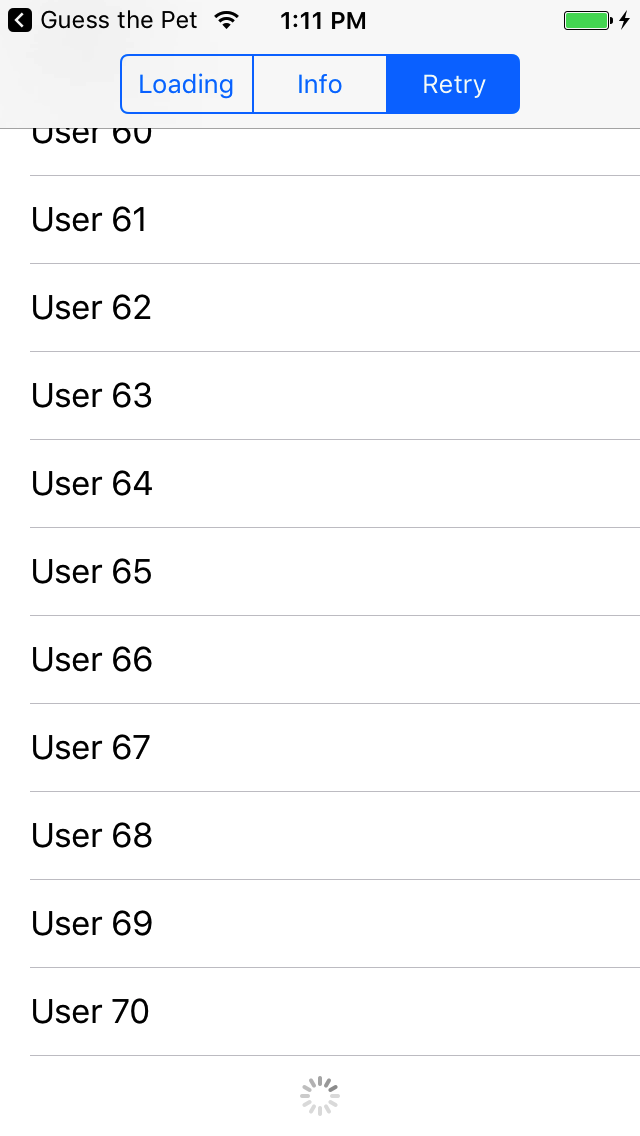 Guess the Pet 1:11 PM
Loading Info Retry
User 60
User 61
User 62
User 63
User 64
User 65
User 66
User 67
User 68
User 69
User 70